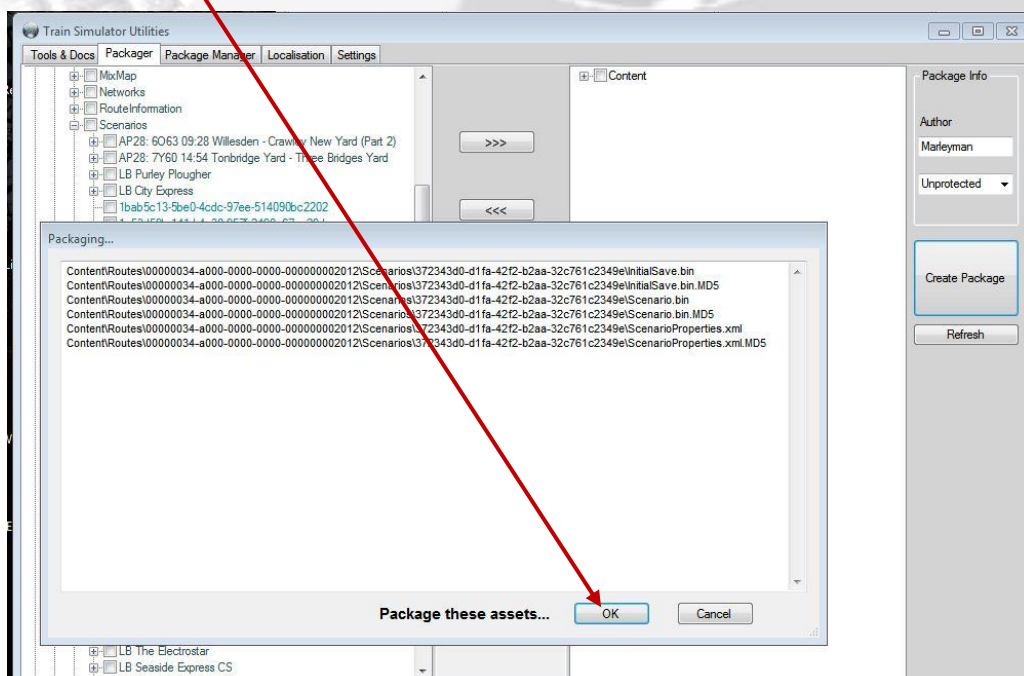 Train Simulator Utilities
Tools & Docs Packager Package Manager Localisation Settings
MixMap
Networks
RouteInformation
Scenarios
AP28: 6O63 09:28 Willesden - Crawley New Yard (Part 2)
AP28: 7Y60 14:54 Tonbridge Yard - Three Bridges Yard
LB Purley Plougher
LB City Express
1bab5c13-5be0-4cdc-97ee-514090bc2202
>>>
<<<
Content
Package Info
Author
Marleyman
Unprotected
Create Package
Refresh
Packaging...
Content\Routes\00000034-a000-0000-0000-000000002012\Scenarios\372343d0-d1fa-42f2-b2aa-32c761c2349e\InitialSave.bin
Content\Routes\00000034-a000-0000-0000-000000002012\Scenarios\372343d0-d1fa-42f2-b2aa-32c761c2349e\InitialSave.bin.MD5
Content\Routes\00000034-a000-0000-0000-000000002012\Scenarios\372343d0-d1fa-42f2-b2aa-32c761c2349e\Scenario.bin
Content\Routes\00000034-a000-0000-0000-000000002012\Scenarios\372343d0-d1fa-42f2-b2aa-32c761c2349e\Scenario.bin.MD5
Content\Routes\00000034-a000-0000-0000-000000002012\Scenarios\372343d0-d1fa-42f2-b2aa-32c761c2349e\ScenarioProperties.xml
Content\Routes\00000034-a000-0000-0000-000000002012\Scenarios\372343d0-d1fa-42f2-b2aa-32c761c2349e\ScenarioProperties.xml.MD5
Package these assets... OK Cancel
LB The Electrostar
LB Seaside Express CS